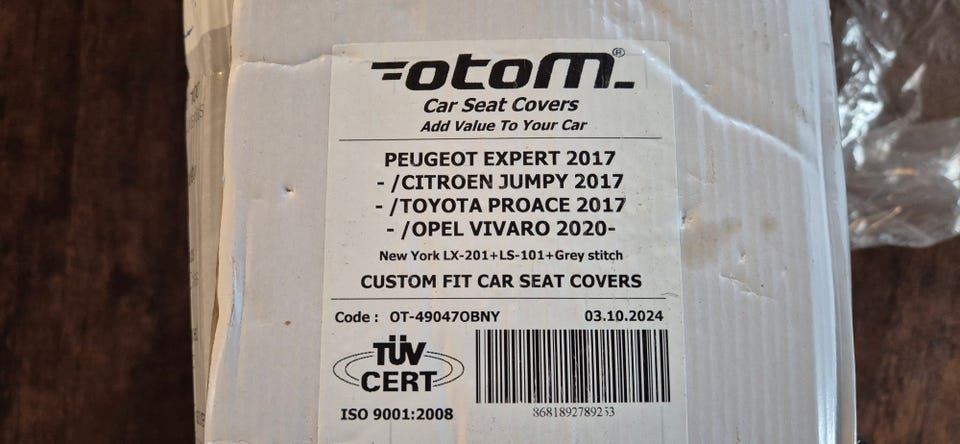 otom®
Car Seat Covers
Add Value To Your Car
PEUGEOT EXPERT 2017
- /CITROEN JUMPY 2017
- /TOYOTA PROACE 2017
- /OPEL VIVARO 2020-
New York LX-201+LS-101+Grey stitch
CUSTOM FIT CAR SEAT COVERS
Code : OT-49047OBNY 03.10.2024
TÜV
CERT
ISO 9001:2008
8681892789253